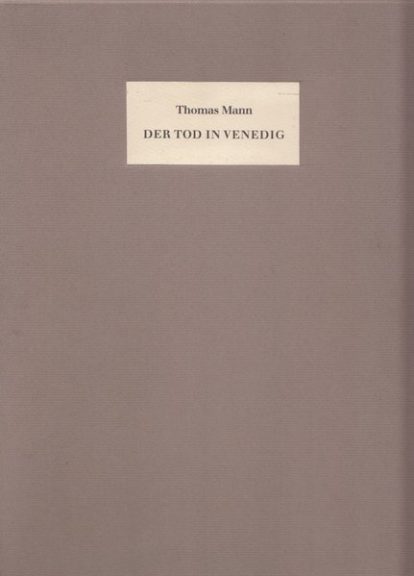 Thomas Mann
DER TOD IN VENEDIG